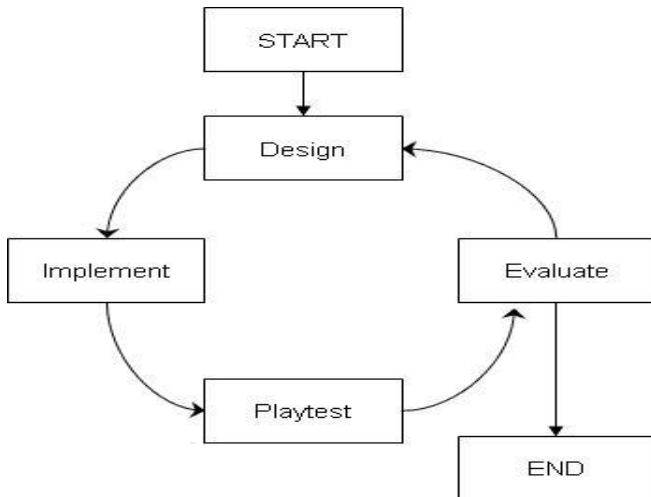 START
Design
Implement
Evaluate
Playtest
END